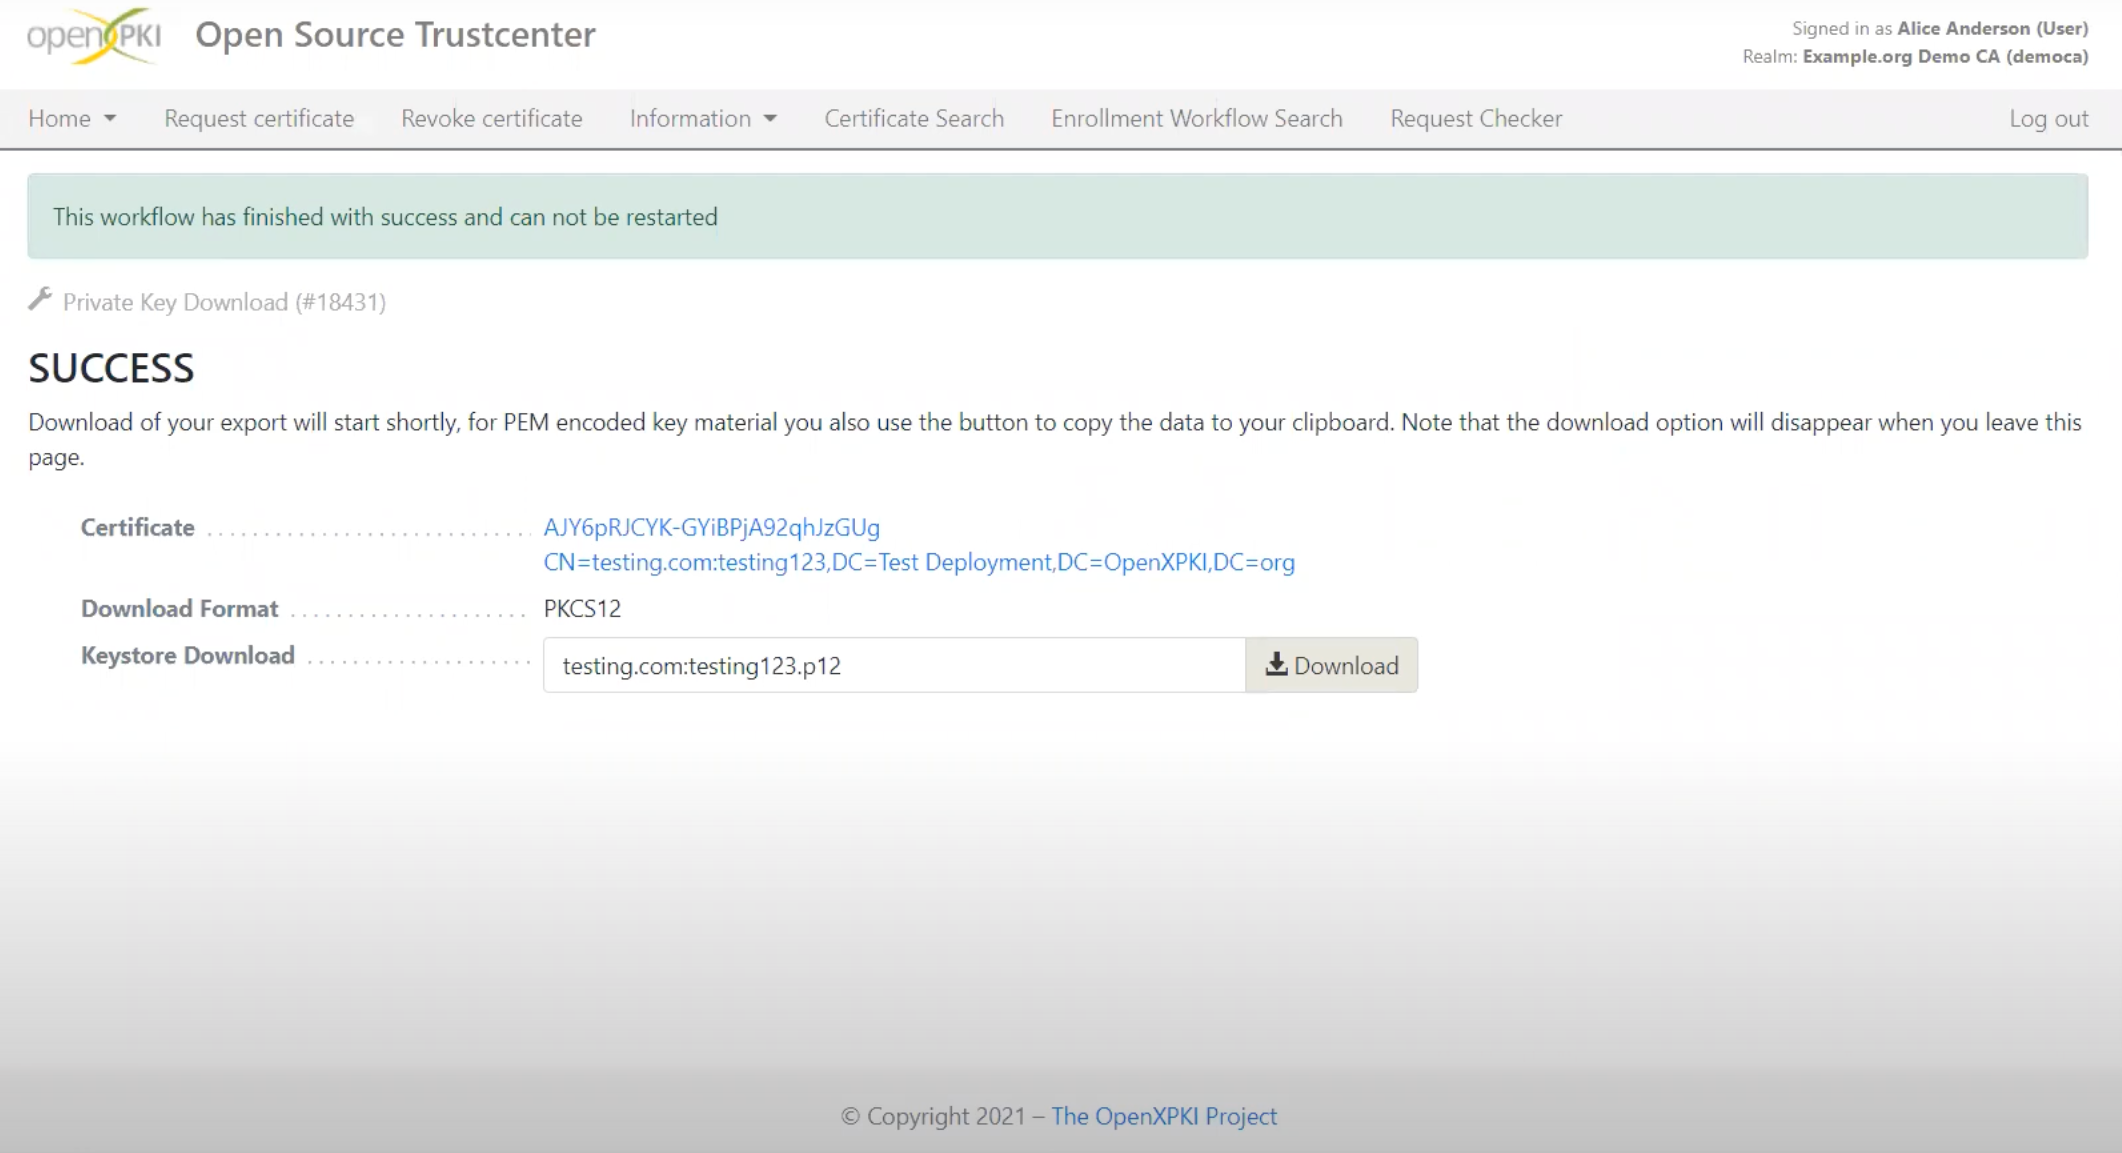 openXPKI Open Source Trustcenter
Signed in as Alice Anderson (User)
Realm: Example.org Demo CA (democa)
Home Request certificate Revoke certificate Information Certificate Search Enrollment Workflow Search Request Checker Log out
This workflow has finished with success and can not be restarted
Private Key Download (#18431)
SUCCESS
Download of your export will start shortly, for PEM encoded key material you also use the button to copy the data to your clipboard. Note that the download option will disappear when you leave this
page.
Certificate AJY6pRJCYK-GYiBPjA92qhJzGUg
CN=testing.com:testing123,DC=Test Deployment,DC=OpenXPKI,DC=org
Download Format PKCS12
Keystore Download testing.com:testing123.p12 Download
© Copyright 2021 – The OpenXPKI Project